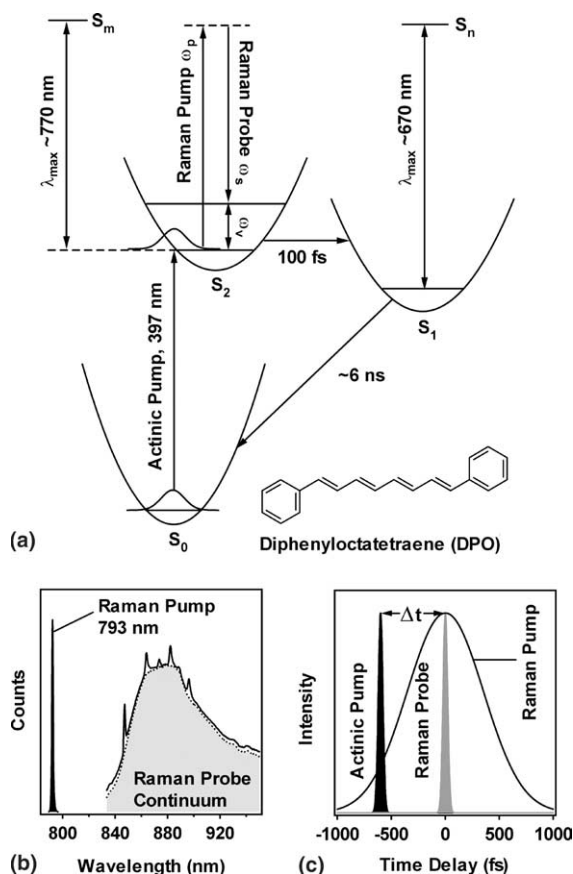 Sm
Sn
λmax ~770 nm
Raman Pump ωp
Raman Probe ωs
λmax ~670 nm
ωv
100 fs
S2
S1
Actinic Pump, 397 nm
~6 ns
S0
Diphenyloctatetraene (DPO)
(a)
Raman Pump
793 nm
Counts
Raman Probe
Continuum
800 840 880 920
Wavelength (nm)
(b)
Δt
Intensity
Actinic Pump
Raman Probe
Raman Pump
-1000 -500 0 500 1000
Time Delay (fs)
(c)